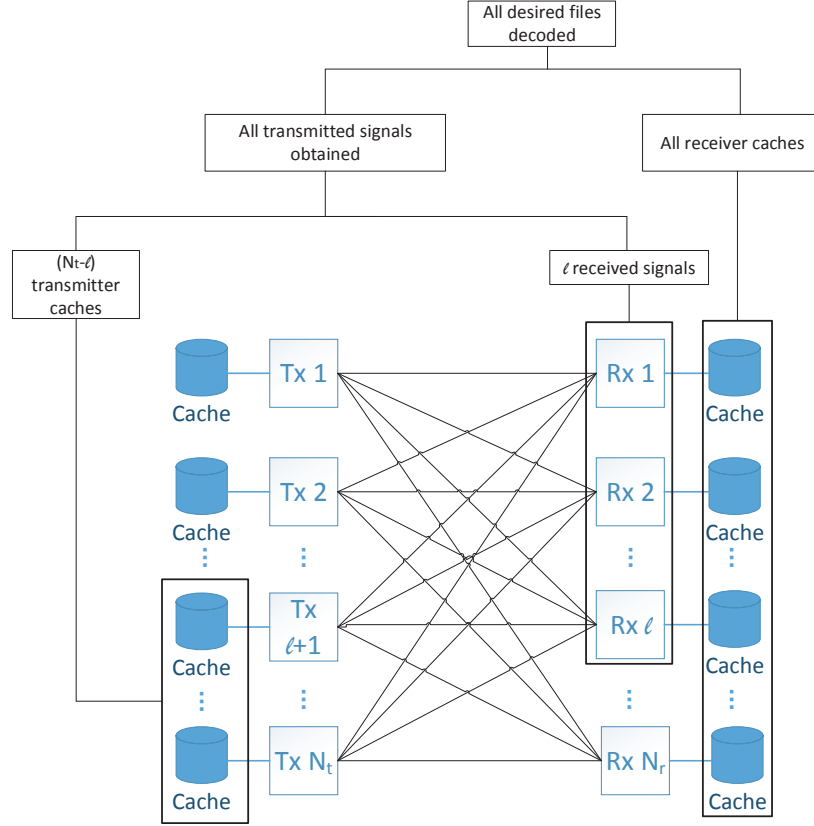 All desired files
decoded
All transmitted signals
obtained
All receiver caches
(Nt-ℓ)
transmitter
caches
ℓ received signals
Cache
Tx 1
Rx 1
Cache
Cache
Tx 2
Rx 2
Cache
Cache
Tx
ℓ+1
Rx ℓ
Cache
Cache
Tx Nt
Rx Nr
Cache